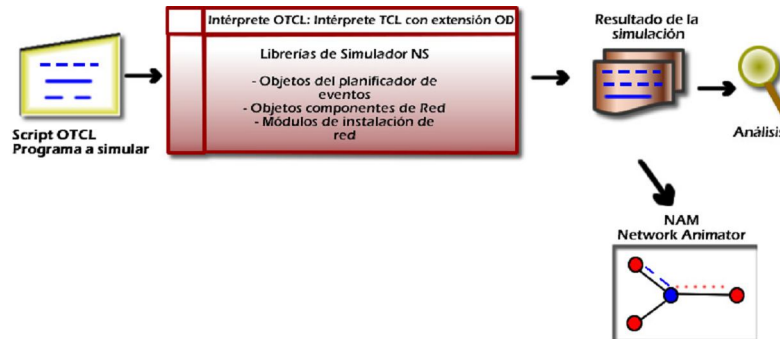 Intérprete OTCL: Intérprete TCL con extensión OD
Librerías de Simulador NS
- Objetos del planificador de
eventos
- Objetos componentes de Red
- Módulos de instalación de
red
Script OTCL
Programa a simular
Resultado de la
simulación
Análisis
NAM
Network Animator